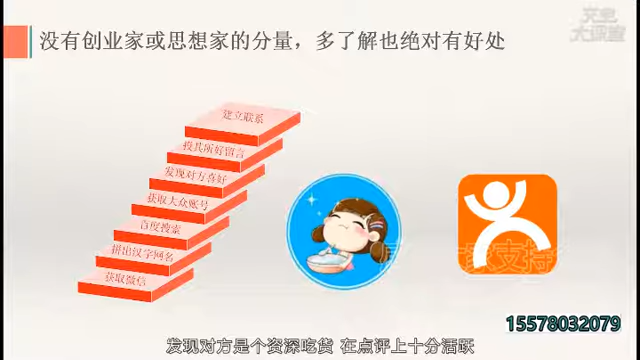 没有创业家或思想家的分量，多了解也绝对有好处
建立联系
投其所好留言
发现对方喜好
获取大众账号
百度搜索
拼出汉字网名
获取微信
15578032079
发现对方是个资深吃货 在点评上十分活跃